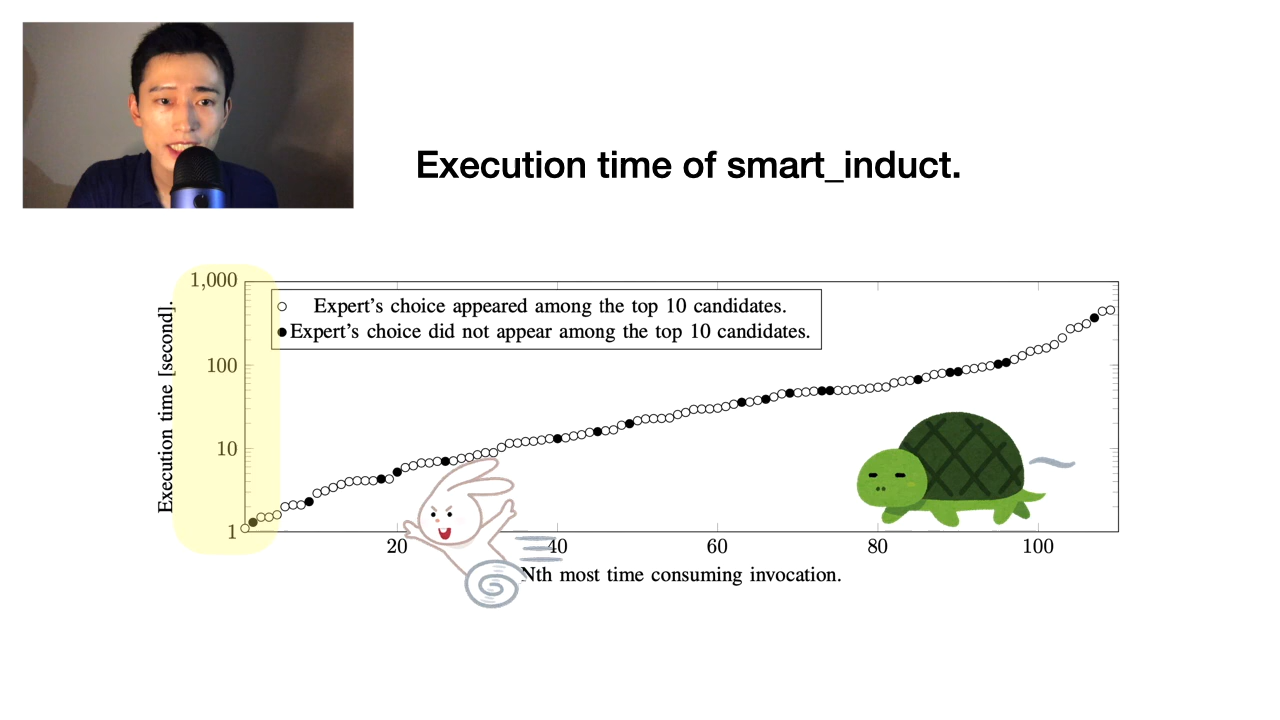 Execution time of smart_induct.
1,000
100
10
1
Execution time [second].
Expert's choice appeared among the top 10 candidates.
Expert's choice did not appear among the top 10 candidates.
20
40
60
80
100
Nth most time consuming invocation.